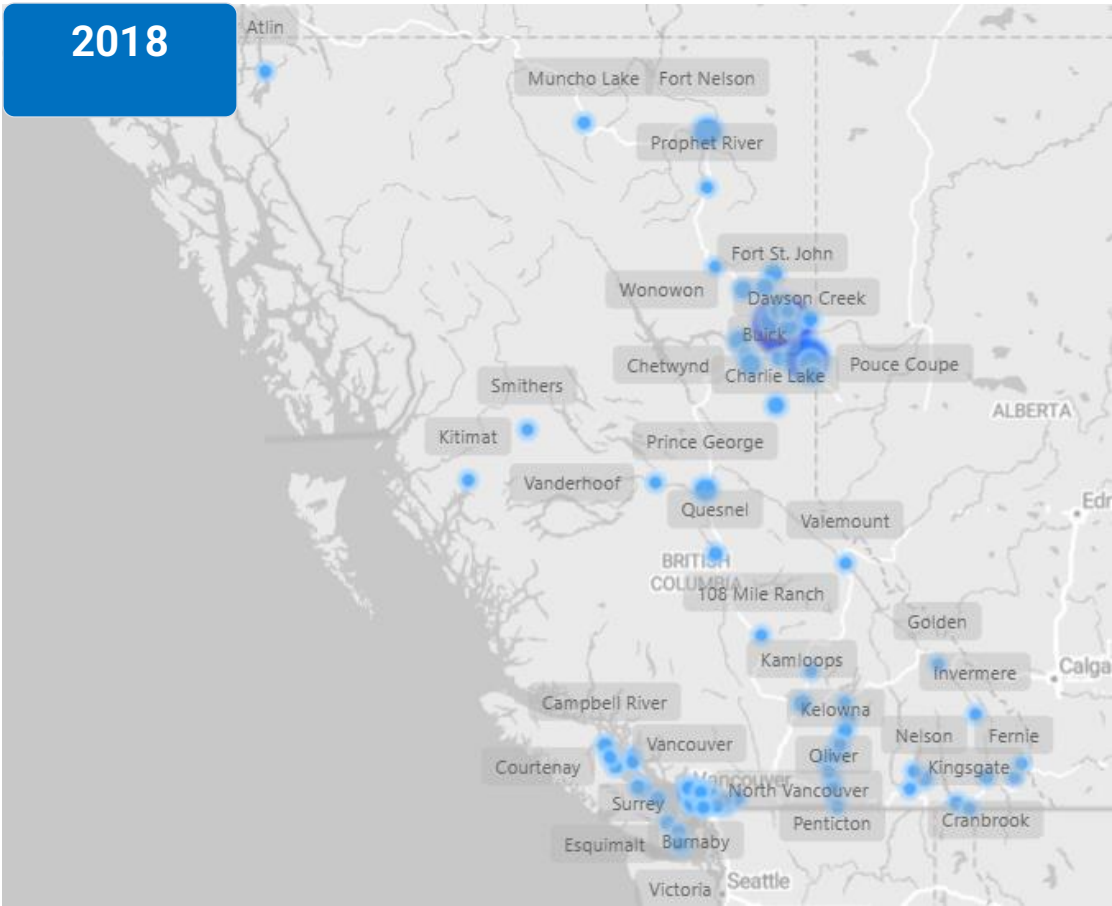 2018
Atlin
Muncho Lake
Fort Nelson
Prophet River
Fort St. John
Wonowon
Dawson Creek
Buick
Chetwynd
Charlie Lake
Pouce Coupe
Smithers
ALBERTA
Kitimat
Prince George
Vanderhoof
Quesnel
Valemount
Edr
BRITISH
COLUMBIA
108 Mile Ranch
Golden
Kamloops
Invermere
Calga
Campbell River
Kelowna
Nelson
Fernie
Vancouver
Oliver
Courtenay
Kingsgate
Vancouver
North Vancouver
Surrey
Penticton
Cranbrook
Esquimalt
Burnaby
Victoria
Seattle